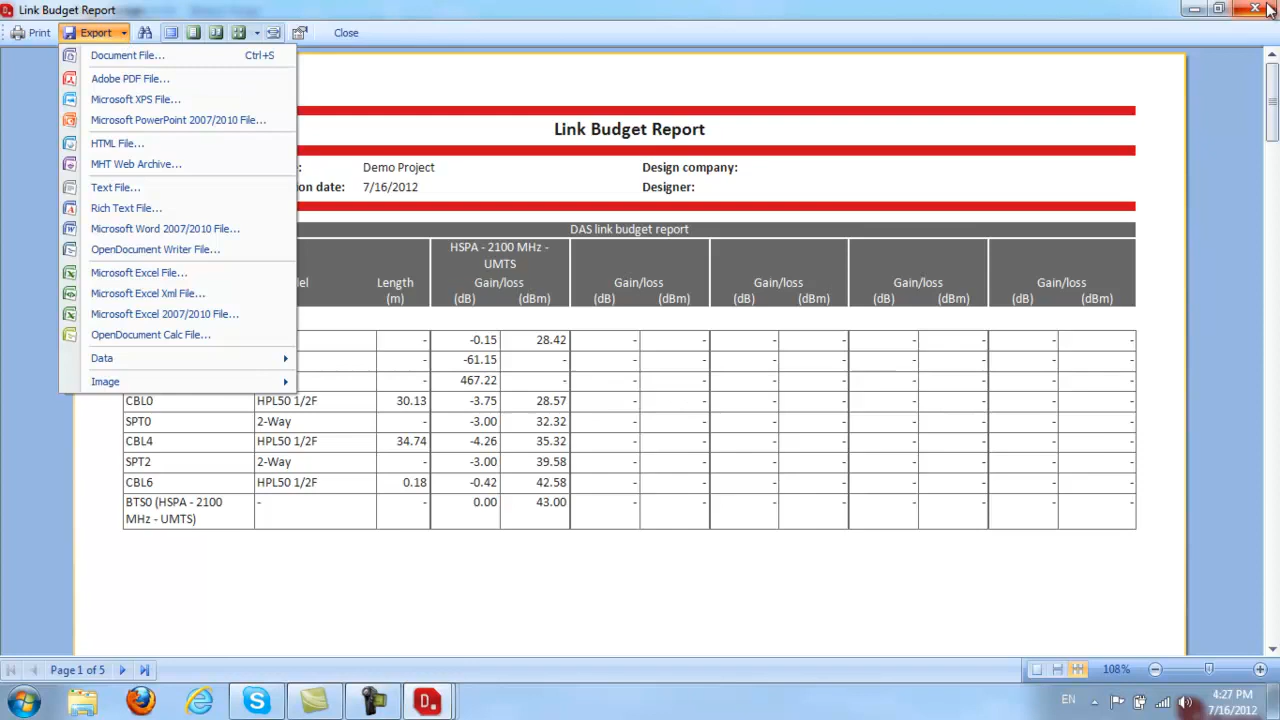 Link Budget Report
Print Export Close
Document File... Ctrl+S
Adobe PDF File...
Microsoft XPS File...
Microsoft PowerPoint 2007/2010 File...
HTML File...
MHT Web Archive...
Text File...
Rich Text File...
Microsoft Word 2007/2010 File...
OpenDocument Writer File...
Microsoft Excel File...
Microsoft Excel Xml File...
Microsoft Excel 2007/2010 File...
OpenDocument Calc File...
Data
Image
Link Budget Report
: Demo Project Design company:
on date: 7/16/2012 Designer:
DAS link budget report
HSPA - 2100 MHz -
UMTS
el Length Gain/loss Gain/loss Gain/loss Gain/loss Gain/loss
(m) (dB) (dBm) (dB) (dBm) (dB) (dBm) (dB) (dBm) (dB) (dBm)
- -0.15 28.42 - - - - - - - -
- -61.15 - - - - - - - - -
- 467.22 - - - - - - - - -
CBL0 HPL50 1/2F 30.13 -3.75 28.57 - - - - - - - -
SPT0 2-Way - -3.00 32.32 - - - - - - - -
CBL4 HPL50 1/2F 34.74 -4.26 35.32 - - - - - - - -
SPT2 2-Way - -3.00 39.58 - - - - - - - -
CBL6 HPL50 1/2F 0.18 -0.42 42.58 - - - - - - - -
BTS0 (HSPA - 2100 - - 0.00 43.00 - - - - - - - -
MHz - UMTS)
Page 1 of 5 108%
D.
EN 4:27 PM
7/16/2012